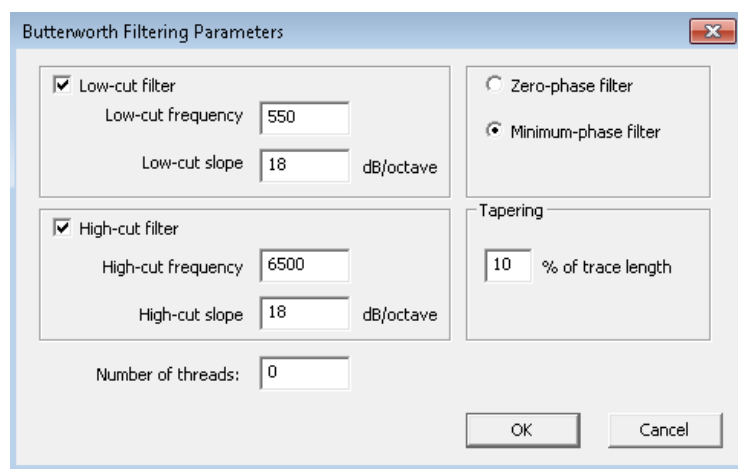 Butterworth Filtering Parameters
Low-cut filter
Low-cut frequency 550
Low-cut slope 18 dB/octave
High-cut filter
High-cut frequency 6500
High-cut slope 18 dB/octave
Number of threads: 0
Zero-phase filter
Minimum-phase filter
Tapering
10 % of trace length
OK Cancel